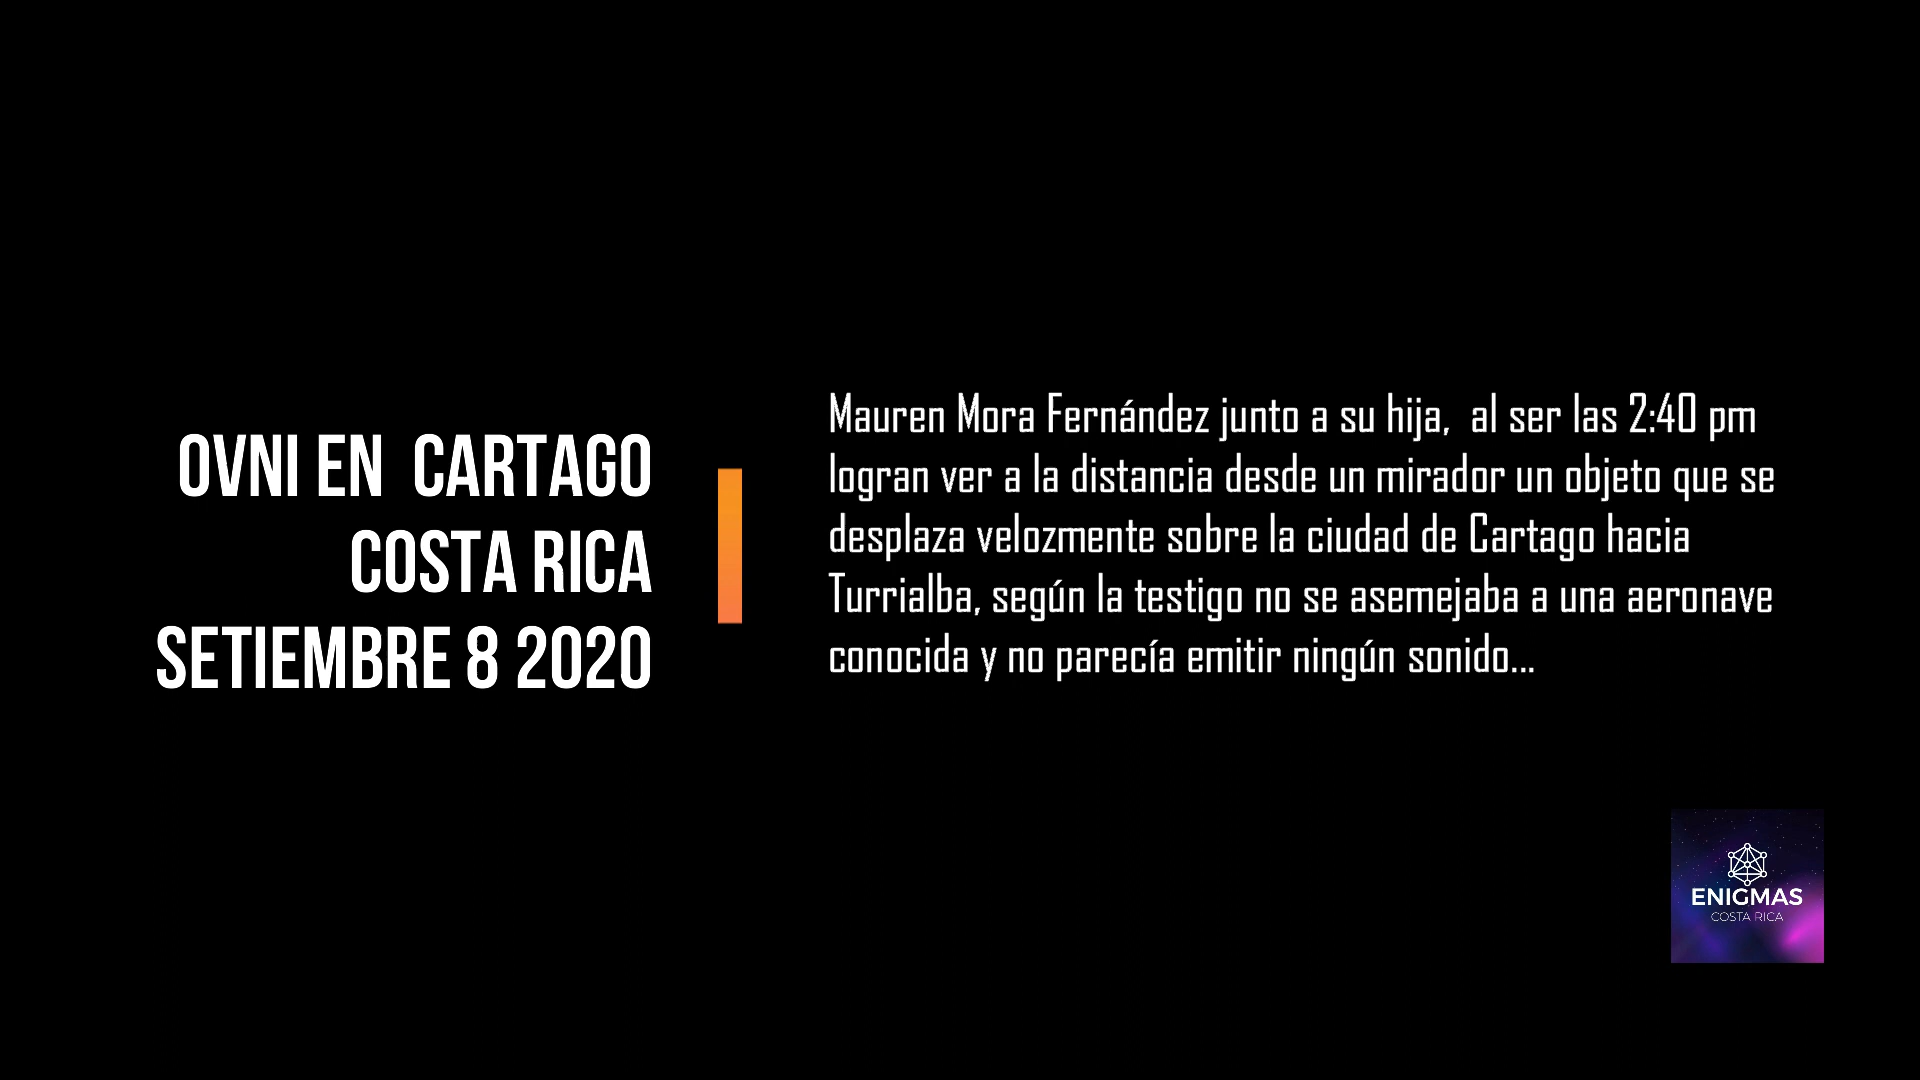 OVNI EN  CARTAGO
COSTA RICA
SETIEMBRE 8 2020
Mauren Mora Fernández junto a su hija,  al ser las 2:40 pm
logran ver a la distancia desde un mirador un objeto que se
desplaza velozmente sobre la ciudad de Cartago hacia
Turrialba, según la testigo no se asemejaba a una aeronave
conocida y no parecía emitir ningún sonido...
ENIGMAS
COSTA RICA